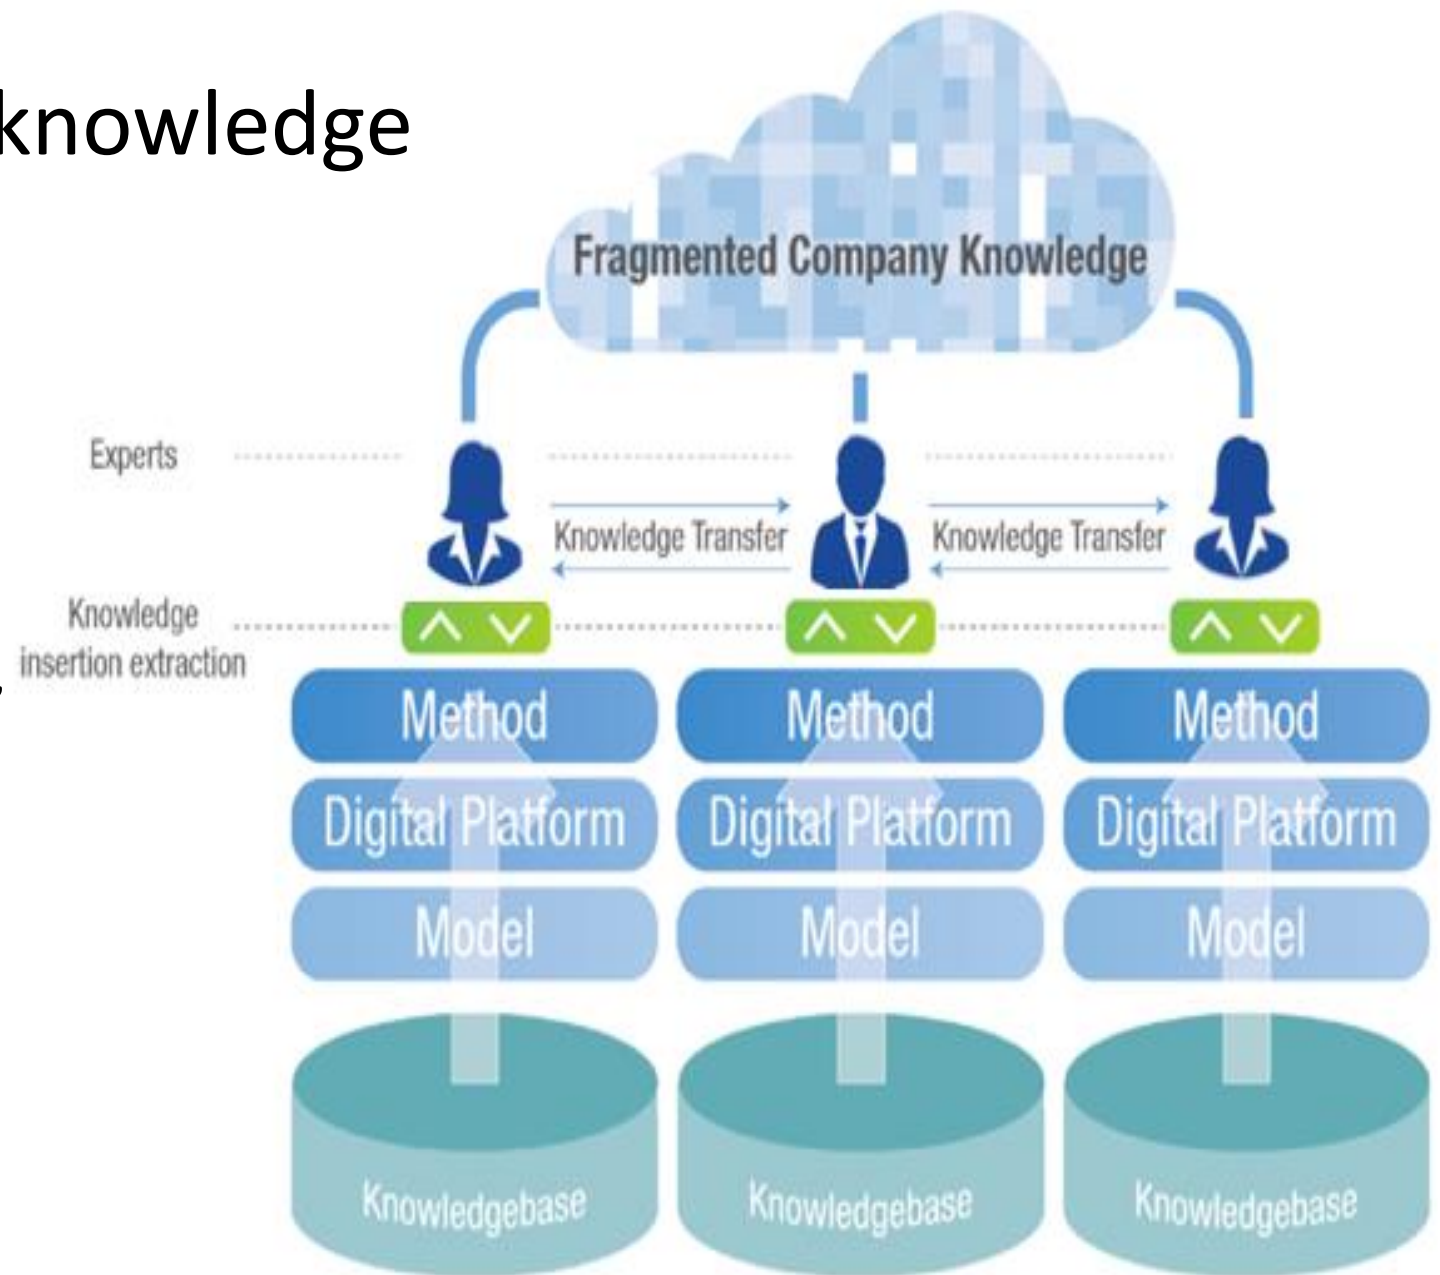 knowledge
Fragmented Company Knowledge
Experts
Knowledge Transfer Knowledge Transfer
Knowledge
insertion extraction
,
Method Method Method
Digital Platform Digital Platform Digital Platform
Model Model Model
Knowledgebase Knowledgebase Knowledgebase